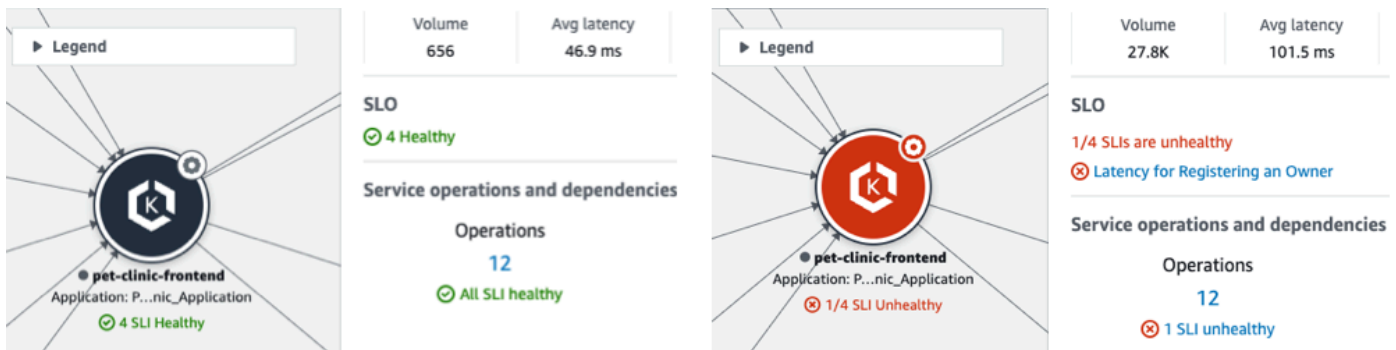 Legend
Volume
656
Avg latency
46.9 ms
SLO
4 Healthy
Service operations and dependencies
Operations
12
All SLI healthy
K
pet-clinic-frontend
Application: P...nic_Application
4 SLI Healthy
Legend
Volume
27.8K
Avg latency
101.5 ms
SLO
1/4 SLIs are unhealthy
Latency for Registering an Owner
Service operations and dependencies
Operations
12
1 SLI unhealthy
K
pet-clinic-frontend
Application: P...nic_Application
1/4 SLI Unhealthy